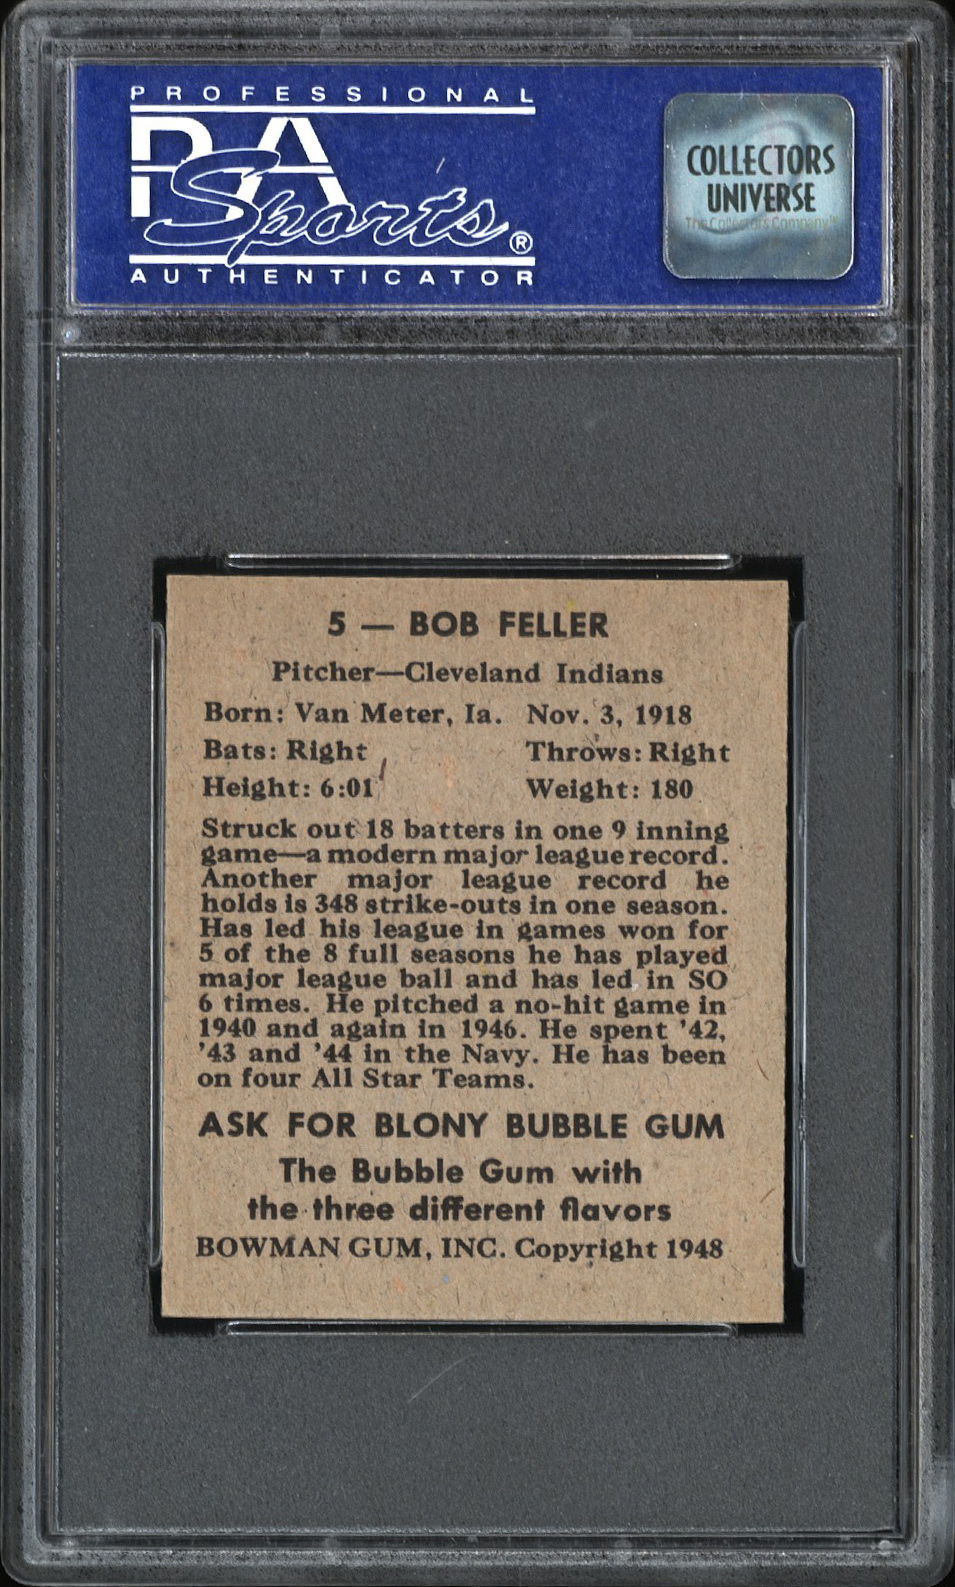 PROFESSIONAL
PSA
Sports®
AUTHENTICATOR
COLLECTORS
UNIVERSE
The Collectors Company™
5 — BOB FELLER
Pitcher—Cleveland Indians
Born: Van Meter, Ia. Nov. 3, 1918
Bats: Right Throws: Right
Height: 6:01 Weight: 180
Struck out 18 batters in one 9 inning
game—a modern major league record.
Another major league record he
holds is 348 strike-outs in one season.
Has led his league in games won for
5 of the 8 full seasons he has played
major league ball and has led in SO
6 times. He pitched a no-hit game in
1940 and again in 1946. He spent '42,
'43 and '44 in the Navy. He has been
on four All Star Teams.
ASK FOR BLONY BUBBLE GUM
The Bubble Gum with
the three different flavors
BOWMAN GUM, INC. Copyright 1948